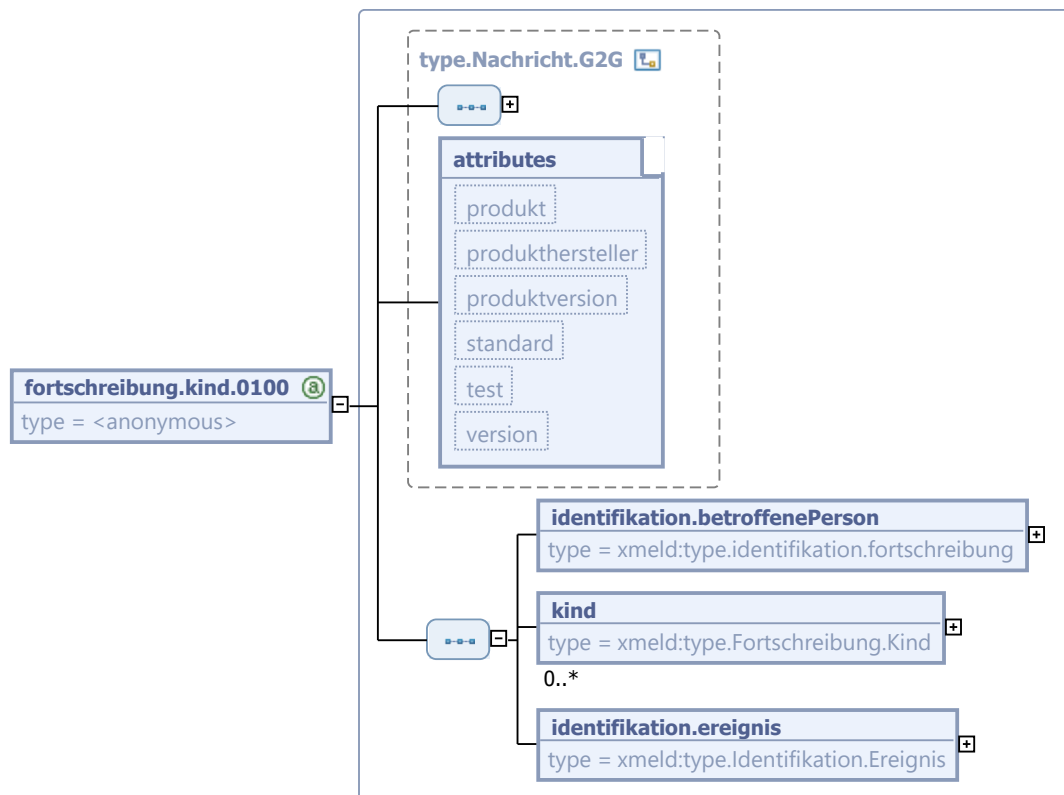 type.Nachricht.G2G
attributes
produkt
produkthersteller
produktversion
standard
test
version
fortschreibung.kind.0100 a
type = <anonymous>
identifikation.betroffenePerson
type = xmeld:type.identifikation.fortschreibung
kind
type = xmeld:type.Fortschreibung.Kind
0..*
identifikation.ereignis
type = xmeld:type.Identifikation.Ereignis